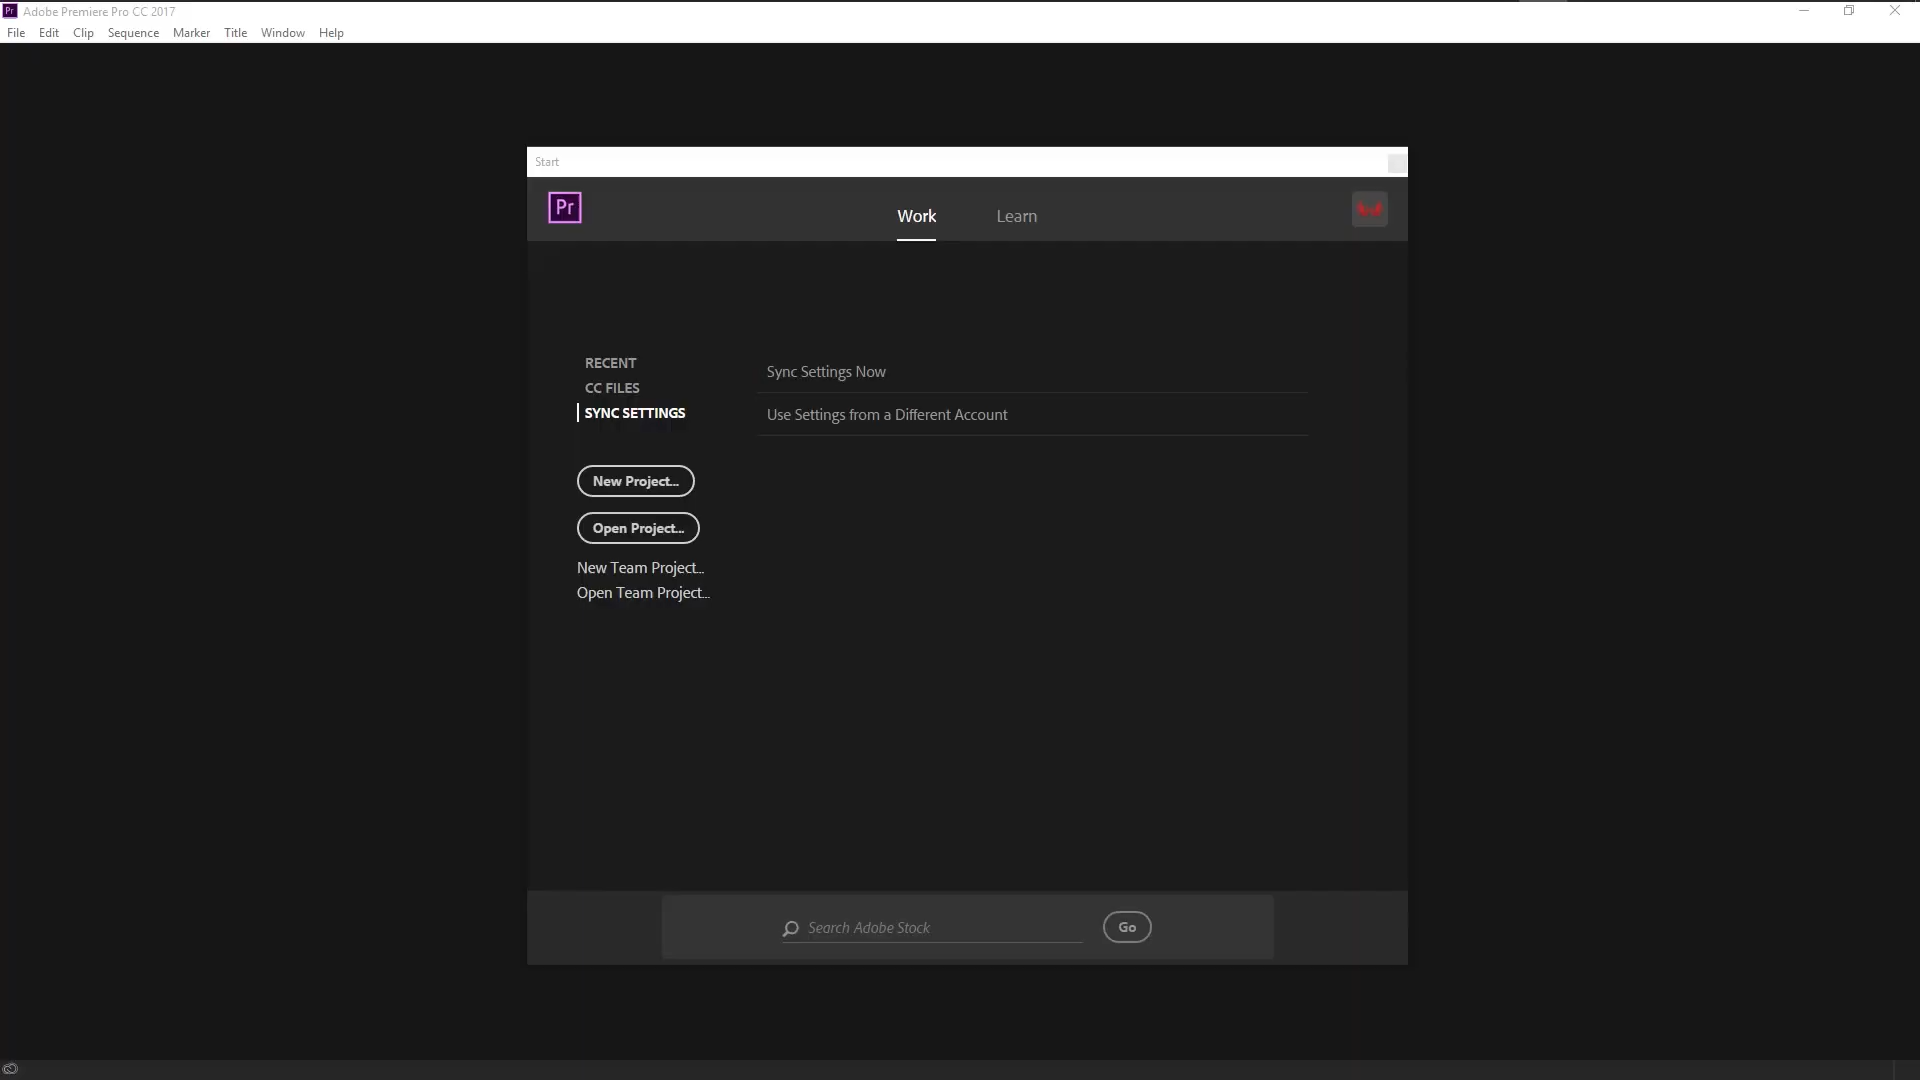 Pr Adobe Premiere Pro CC 2017
File Edit Clip Sequence Marker Title Window Help
Start
Pr
Work Learn
RECENT
CC FILES
SYNC SETTINGS
Sync Settings Now
Use Settings from a Different Account
New Project...
Open Project...
New Team Project...
Open Team Project...
Search Adobe Stock
Go